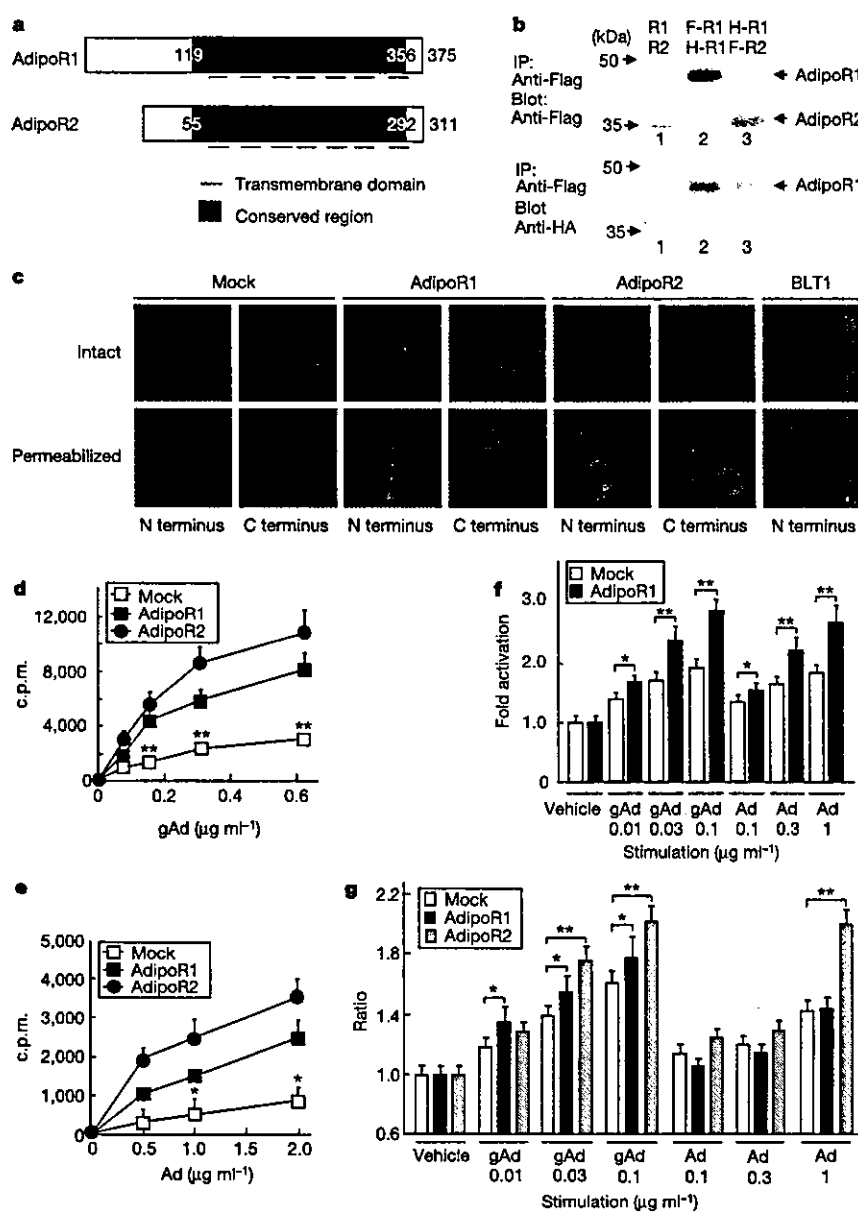 a
AdipoR1 119 356 375
AdipoR2 55 292 311
Transmembrane domain
Conserved region
b
(kDa) R1 F-R1 H-R1
R2 H-R1 F-R2
IP: 50
Anti-Flag AdipoR1
Blot:
Anti-Flag 35 AdipoR2
1 2 3
IP: 50
Anti-Flag AdipoR1
Blot
Anti-HA 35
1 2 3
c
Mock AdipoR1 AdipoR2 BLT1
Intact
Permeabilized
N terminus C terminus N terminus C terminus N terminus C terminus N terminus
d
Mock
AdipoR1
AdipoR2
12,000
8,000
4,000
0
c.p.m.
** ** **
0 0.2 0.4 0.6
gAd (µg ml⁻¹)
e
Mock
AdipoR1
AdipoR2
5,000
4,000
3,000
2,000
1,000
0
c.p.m.
* *
0 0.5 1.0 1.5 2.0
Ad (µg ml⁻¹)
f
Mock
AdipoR1
3.0
2.0
1.0
0
Fold activation
* ** ** * ** **
Vehicle gAd gAd gAd Ad Ad Ad
0.01 0.03 0.1 0.1 0.3 1
Stimulation (µg ml⁻¹)
g
Mock
AdipoR1
AdipoR2
2.2
1.8
1.4
1.0
0.6
Ratio
* * ** * ** **
Vehicle gAd gAd gAd Ad Ad Ad
0.01 0.03 0.1 0.1 0.3 1
Stimulation (µg ml⁻¹)